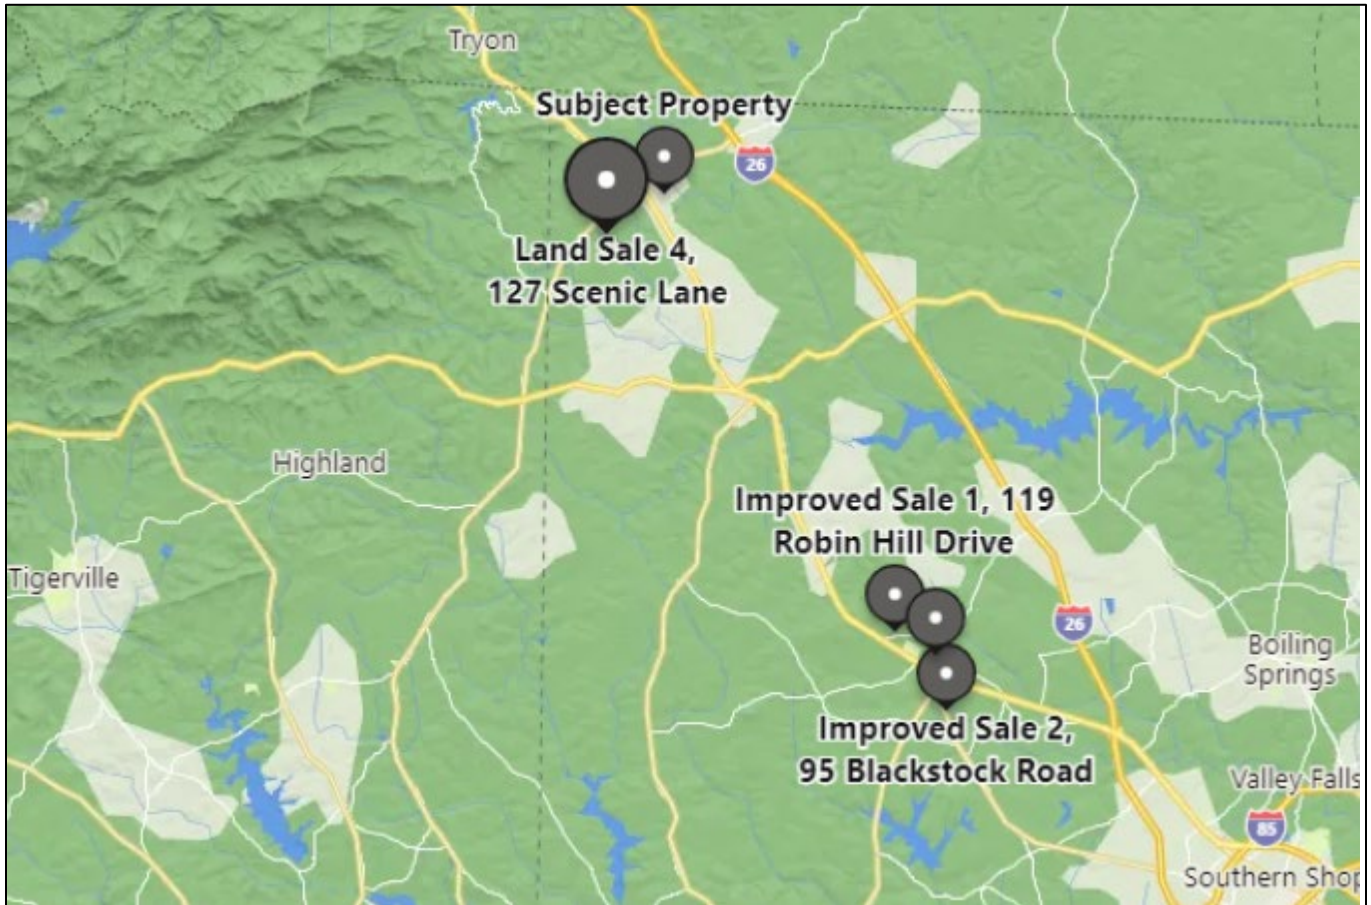 Tryon
Subject Property
26
Land Sale 4,
127 Scenic Lane
Highland
Improved Sale 1, 119
Robin Hill Drive
Tigerville
26
Boiling
Springs
Improved Sale 2,
95 Blackstock Road
Valley Falls
85
Southern Shop